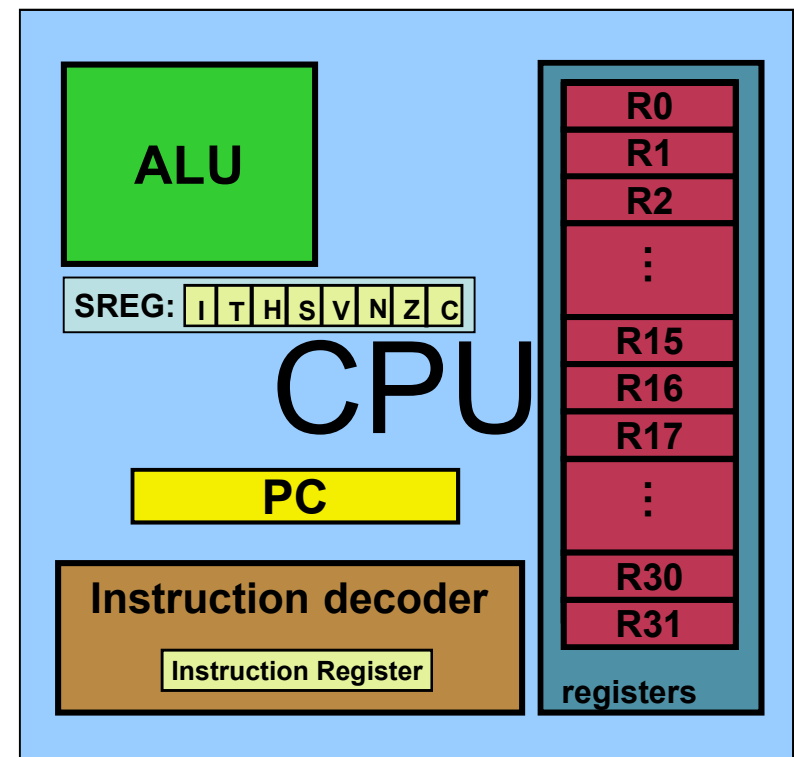 ALU
SREG: I T H S V N Z C
CPU
PC
Instruction decoder
Instruction Register
R0
R1
R2
⋮
R15
R16
R17
⋮
R30
R31
registers